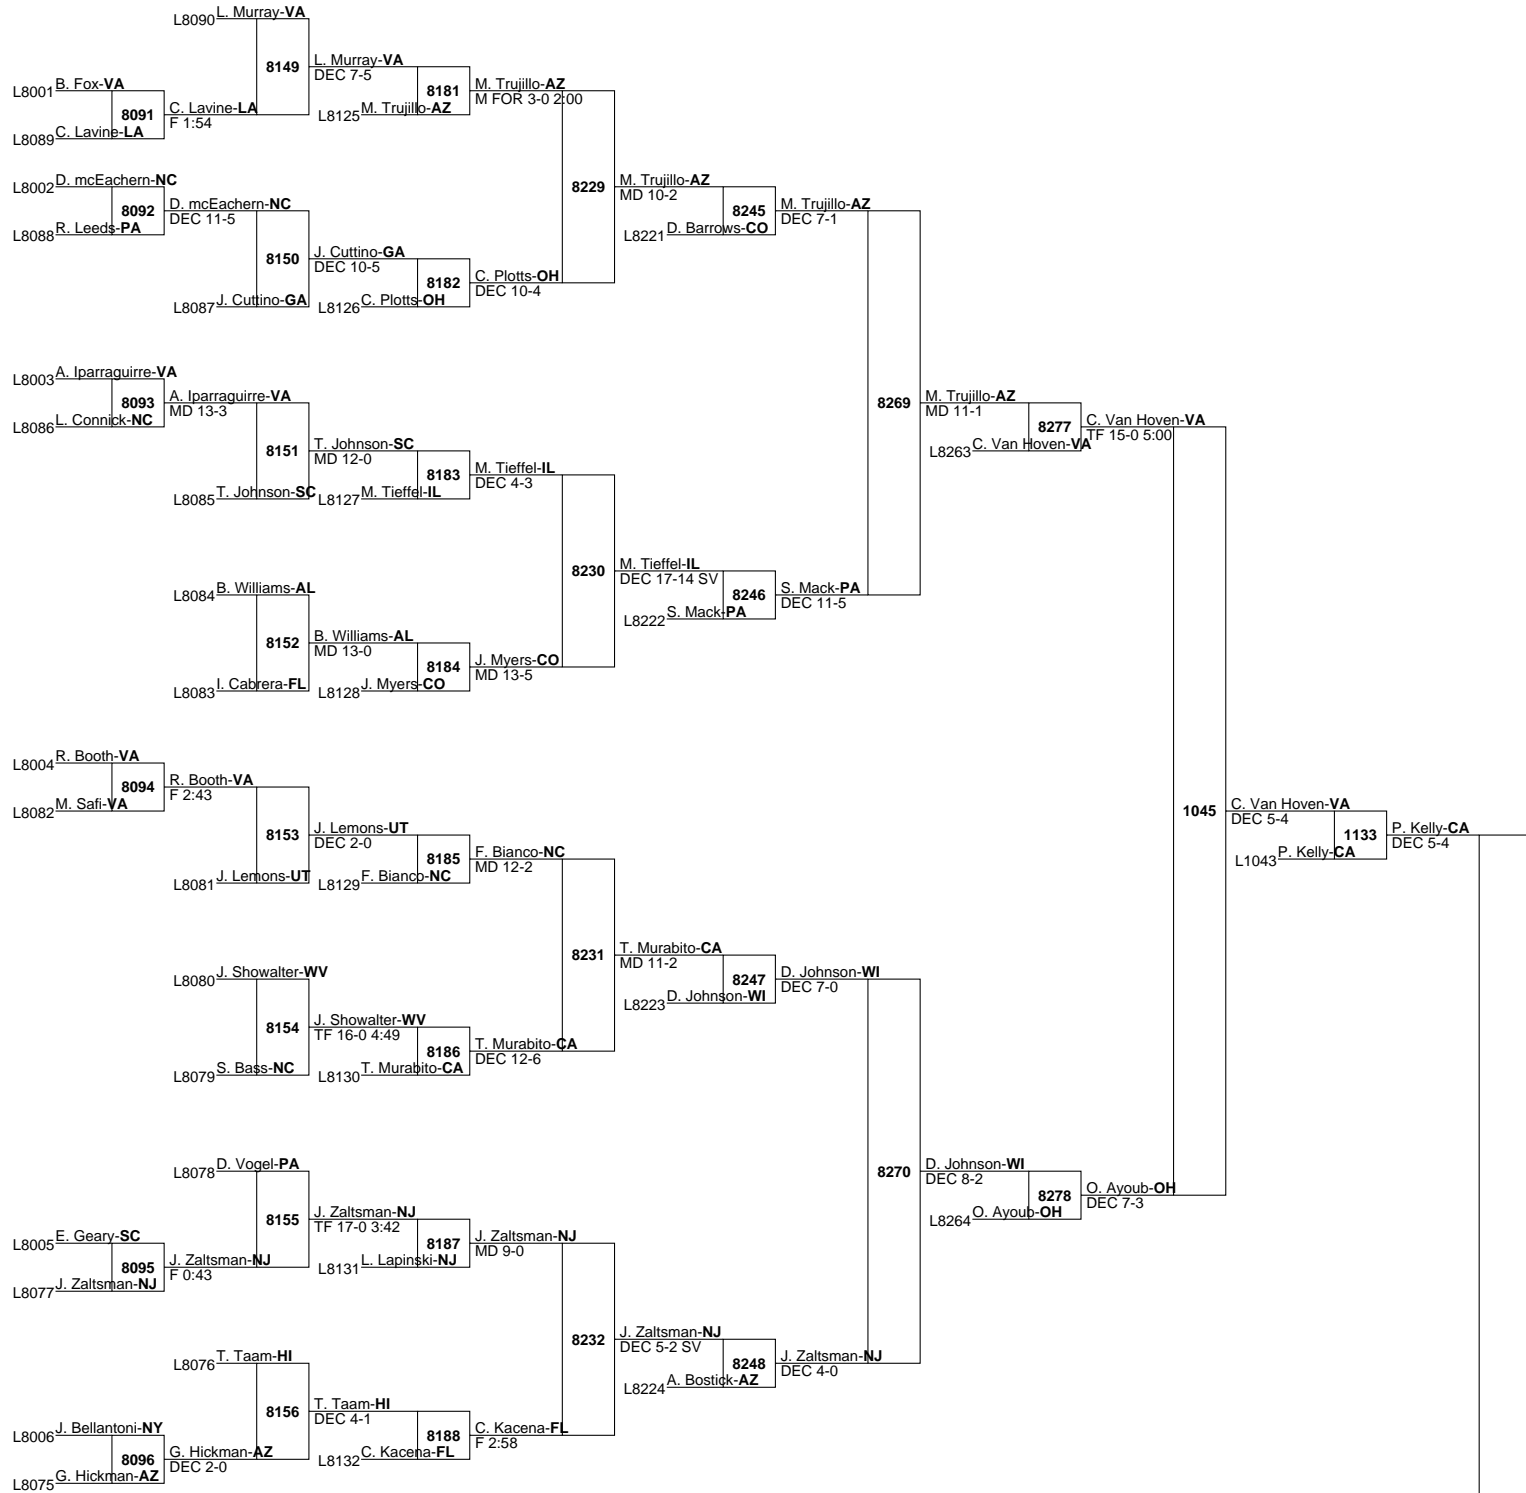 L8090 L. Murray-VA
8149
L. Murray-VA
DEC 7-5
L8001 B. Fox-VA
8091
L8089 C. Lavine-LA
C. Lavine-LA
F 1:54
8181
L8125 M. Trujillo-AZ
M. Trujillo-AZ
M FOR 3-0 2:00
L8002 D. mcEachern-NC
8092
L8088 R. Leeds-PA
D. mcEachern-NC
DEC 11-5
8150
L8087 J. Cuttino-GA
J. Cuttino-GA
DEC 10-5
8182
L8126 C. Plotts-OH
C. Plotts-OH
DEC 10-4
8229
M. Trujillo-AZ
MD 10-2
8245
L8221 D. Barrows-CO
M. Trujillo-AZ
DEC 7-1
L8003 A. Iparraguirre-VA
8093
L8086 L. Connick-NC
A. Iparraguirre-VA
MD 13-3
8151
L8085 T. Johnson-SC
T. Johnson-SC
MD 12-0
8183
L8127 M. Tieffel-IL
M. Tieffel-IL
DEC 4-3
L8084 B. Williams-AL
8152
L8083 I. Cabrera-FL
B. Williams-AL
MD 13-0
8184
L8128 J. Myers-CO
J. Myers-CO
MD 13-5
8230
M. Tieffel-IL
DEC 17-14 SV
8246
L8222 S. Mack-PA
S. Mack-PA
DEC 11-5
8269
M. Trujillo-AZ
MD 11-1
8277
L8263 C. Van Hoven-VA
C. Van Hoven-VA
TF 15-0 5:00
L8004 R. Booth-VA
8094
L8082 M. Safi-VA
R. Booth-VA
F 2:43
8153
L8081 J. Lemons-UT
J. Lemons-UT
DEC 2-0
8185
L8129 F. Bianco-NC
F. Bianco-NC
MD 12-2
L8080 J. Showalter-WV
8154
L8079 S. Bass-NC
J. Showalter-WV
TF 16-0 4:49
8186
L8130 T. Murabito-CA
T. Murabito-CA
DEC 12-6
8231
T. Murabito-CA
MD 11-2
8247
L8223 D. Johnson-WI
D. Johnson-WI
DEC 7-0
L8078 D. Vogel-PA
8155
L8005 E. Geary-SC
8095
L8077 J. Zaltsman-NJ
J. Zaltsman-NJ
F 0:43
J. Zaltsman-NJ
TF 17-0 3:42
8187
L8131 L. Lapinski-NJ
J. Zaltsman-NJ
MD 9-0
L8076 T. Taam-HI
8156
L8006 J. Bellantoni-NY
8096
L8075 G. Hickman-AZ
G. Hickman-AZ
DEC 2-0
T. Taam-HI
DEC 4-1
8188
L8132 C. Kacena-FL
C. Kacena-FL
F 2:58
8232
J. Zaltsman-NJ
DEC 5-2 SV
8248
L8224 A. Bostick-AZ
J. Zaltsman-NJ
DEC 4-0
8270
D. Johnson-WI
DEC 8-2
8278
L8264 O. Ayoub-OH
O. Ayoub-OH
DEC 7-3
1045
C. Van Hoven-VA
DEC 5-4
1133
L1043 P. Kelly-CA
P. Kelly-CA
DEC 5-4